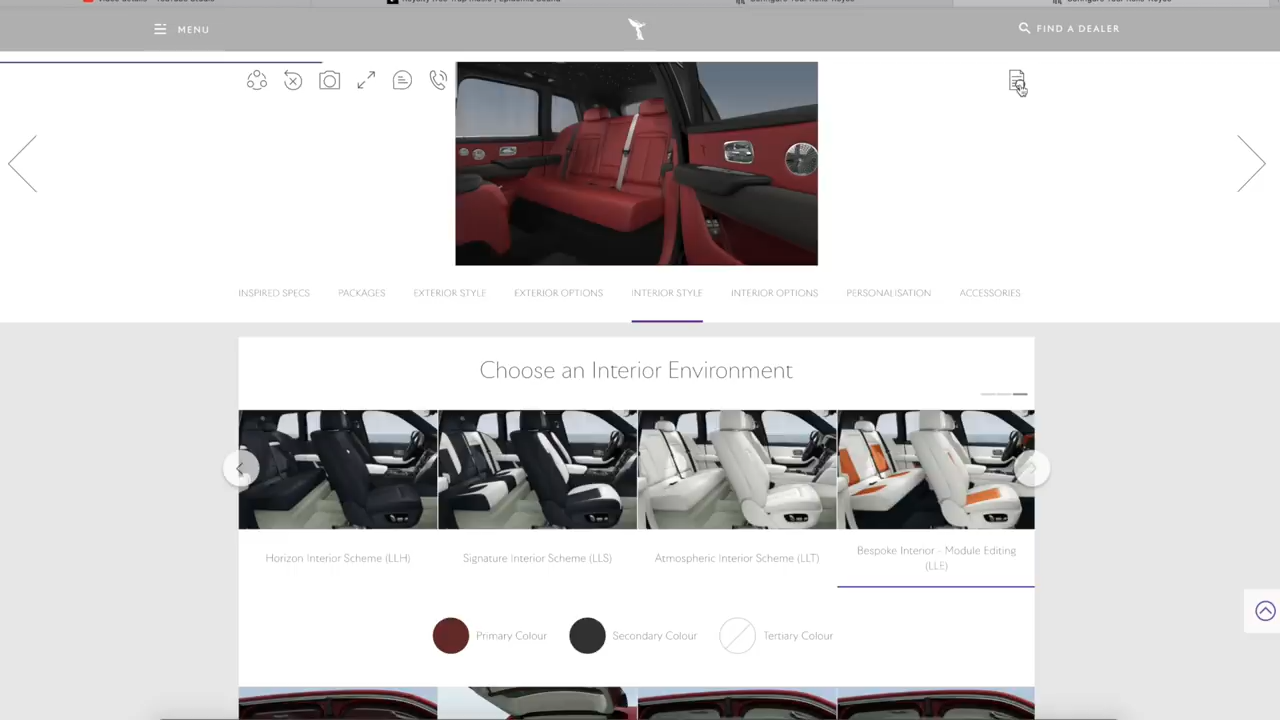 MENU
FIND A DEALER
INSPIRED SPECS
PACKAGES
EXTERIOR STYLE
EXTERIOR OPTIONS
INTERIOR STYLE
INTERIOR OPTIONS
PERSONALISATION
ACCESSORIES
Choose an Interior Environment
Horizon Interior Scheme (LLH)
Signature Interior Scheme (LLS)
Atmospheric Interior Scheme (LLT)
Bespoke Interior - Module Editing
(LLE)
Primary Colour
Secondary Colour
Tertiary Colour